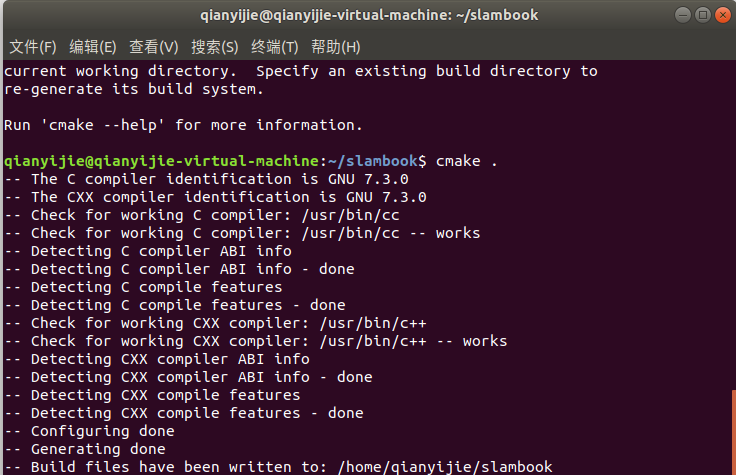 qianyijie@qianyijie-virtual-machine: ~/slambook
文件(F) 编辑(E) 查看(V) 搜索(S) 终端(T) 帮助(H)
current working directory.  Specify an existing build directory to
re-generate its build system.
Run 'cmake --help' for more information.
qianyijie@qianyijie-virtual-machine:~/slambook$ cmake .
-- The C compiler identification is GNU 7.3.0
-- The CXX compiler identification is GNU 7.3.0
-- Check for working C compiler: /usr/bin/cc
-- Check for working C compiler: /usr/bin/cc -- works
-- Detecting C compiler ABI info
-- Detecting C compiler ABI info - done
-- Detecting C compile features
-- Detecting C compile features - done
-- Check for working CXX compiler: /usr/bin/c++
-- Check for working CXX compiler: /usr/bin/c++ -- works
-- Detecting CXX compiler ABI info
-- Detecting CXX compiler ABI info - done
-- Detecting CXX compile features
-- Detecting CXX compile features - done
-- Configuring done
-- Generating done
-- Build files have been written to: /home/qianyijie/slambook